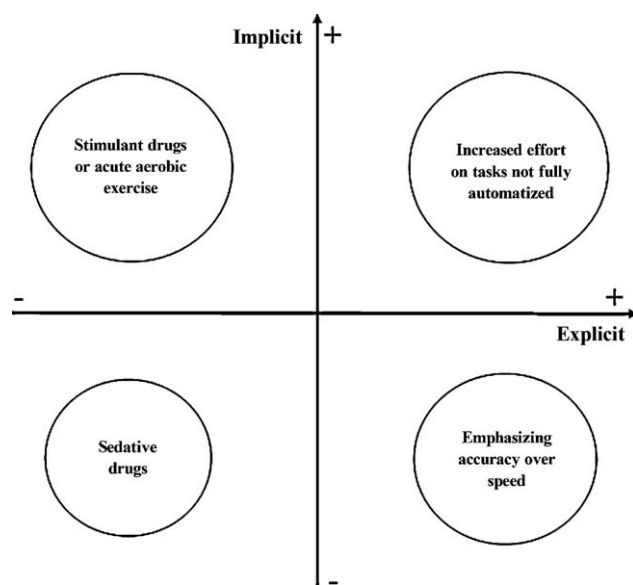 Implicit
+
Stimulant drugs
or acute aerobic
exercise
Increased effort
on tasks not fully
automatized
-
+
Explicit
Sedative
drugs
Emphasizing
accuracy over
speed
-